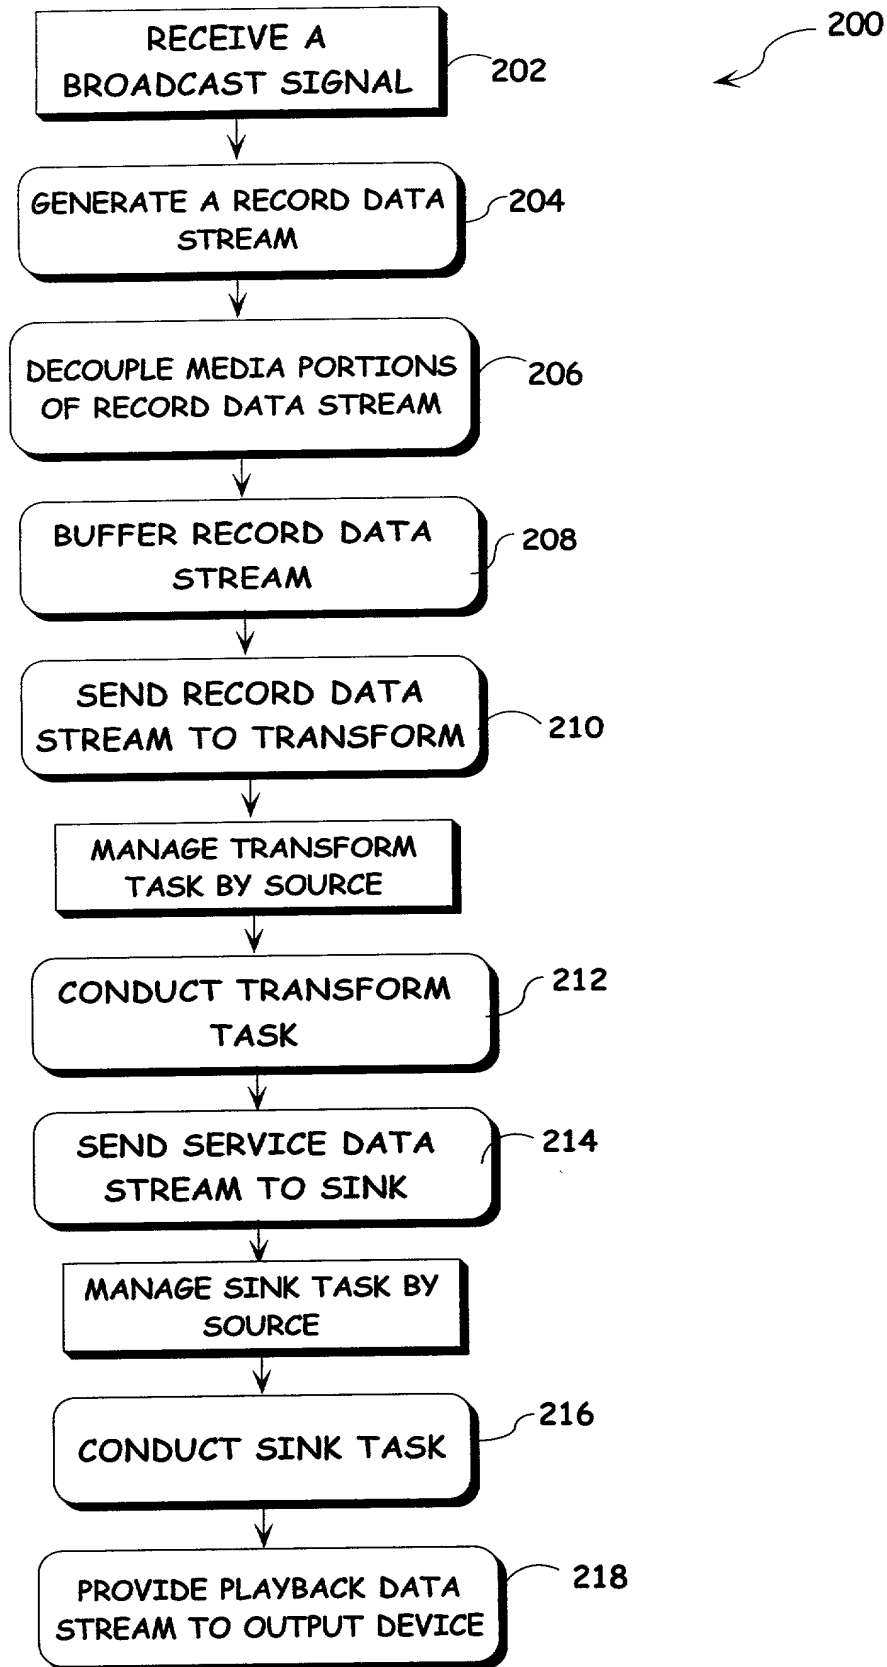 200
RECEIVE A
BROADCAST SIGNAL
202
GENERATE A RECORD DATA
STREAM
204
DECOUPLE MEDIA PORTIONS
OF RECORD DATA STREAM
206
BUFFER RECORD DATA
STREAM
208
SEND RECORD DATA
STREAM TO TRANSFORM
210
MANAGE TRANSFORM
TASK BY SOURCE
CONDUCT TRANSFORM
TASK
212
SEND SERVICE DATA
STREAM TO SINK
214
MANAGE SINK TASK BY
SOURCE
CONDUCT SINK TASK
216
PROVIDE PLAYBACK DATA
STREAM TO OUTPUT DEVICE
218